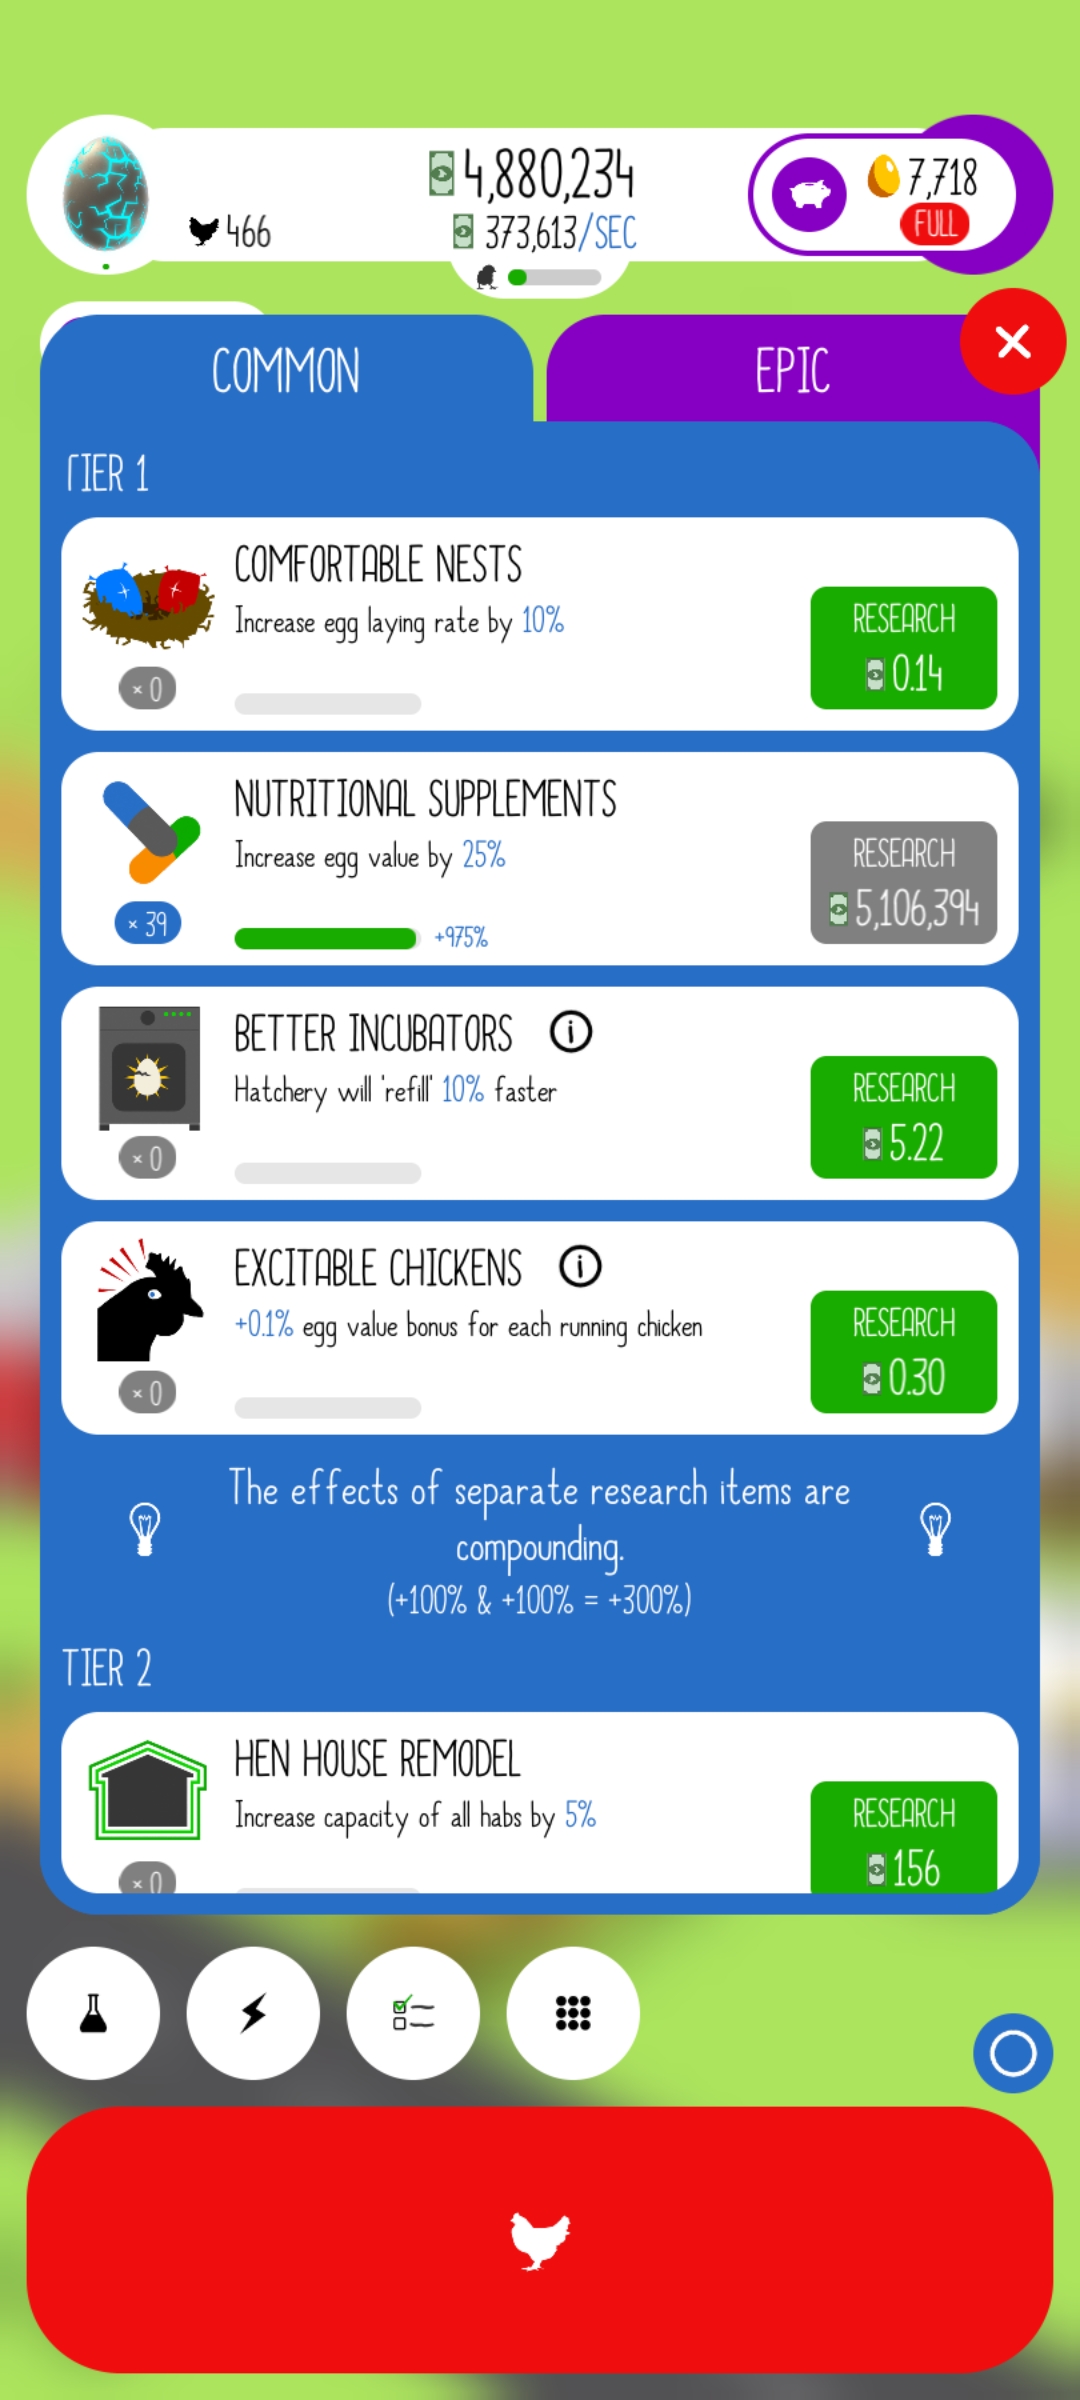 4,880,234
7,718
466
373,613/SEC
FULL
COMMON
EPIC
TIER 1
COMFORTABLE NESTS
Increase egg laying rate by 10%
RESEARCH
0.14
× 0
NUTRITIONAL SUPPLEMENTS
Increase egg value by 25%
RESEARCH
5,106,394
× 39
+975%
BETTER INCUBATORS
Hatchery will 'refill' 10% faster
RESEARCH
5.22
× 0
EXCITABLE CHICKENS
+0.1% egg value bonus for each running chicken
RESEARCH
0.30
× 0
The effects of separate research items are
compounding.
(+100% & +100% = +300%)
TIER 2
HEN HOUSE REMODEL
Increase capacity of all habs by 5%
RESEARCH
156
× 0